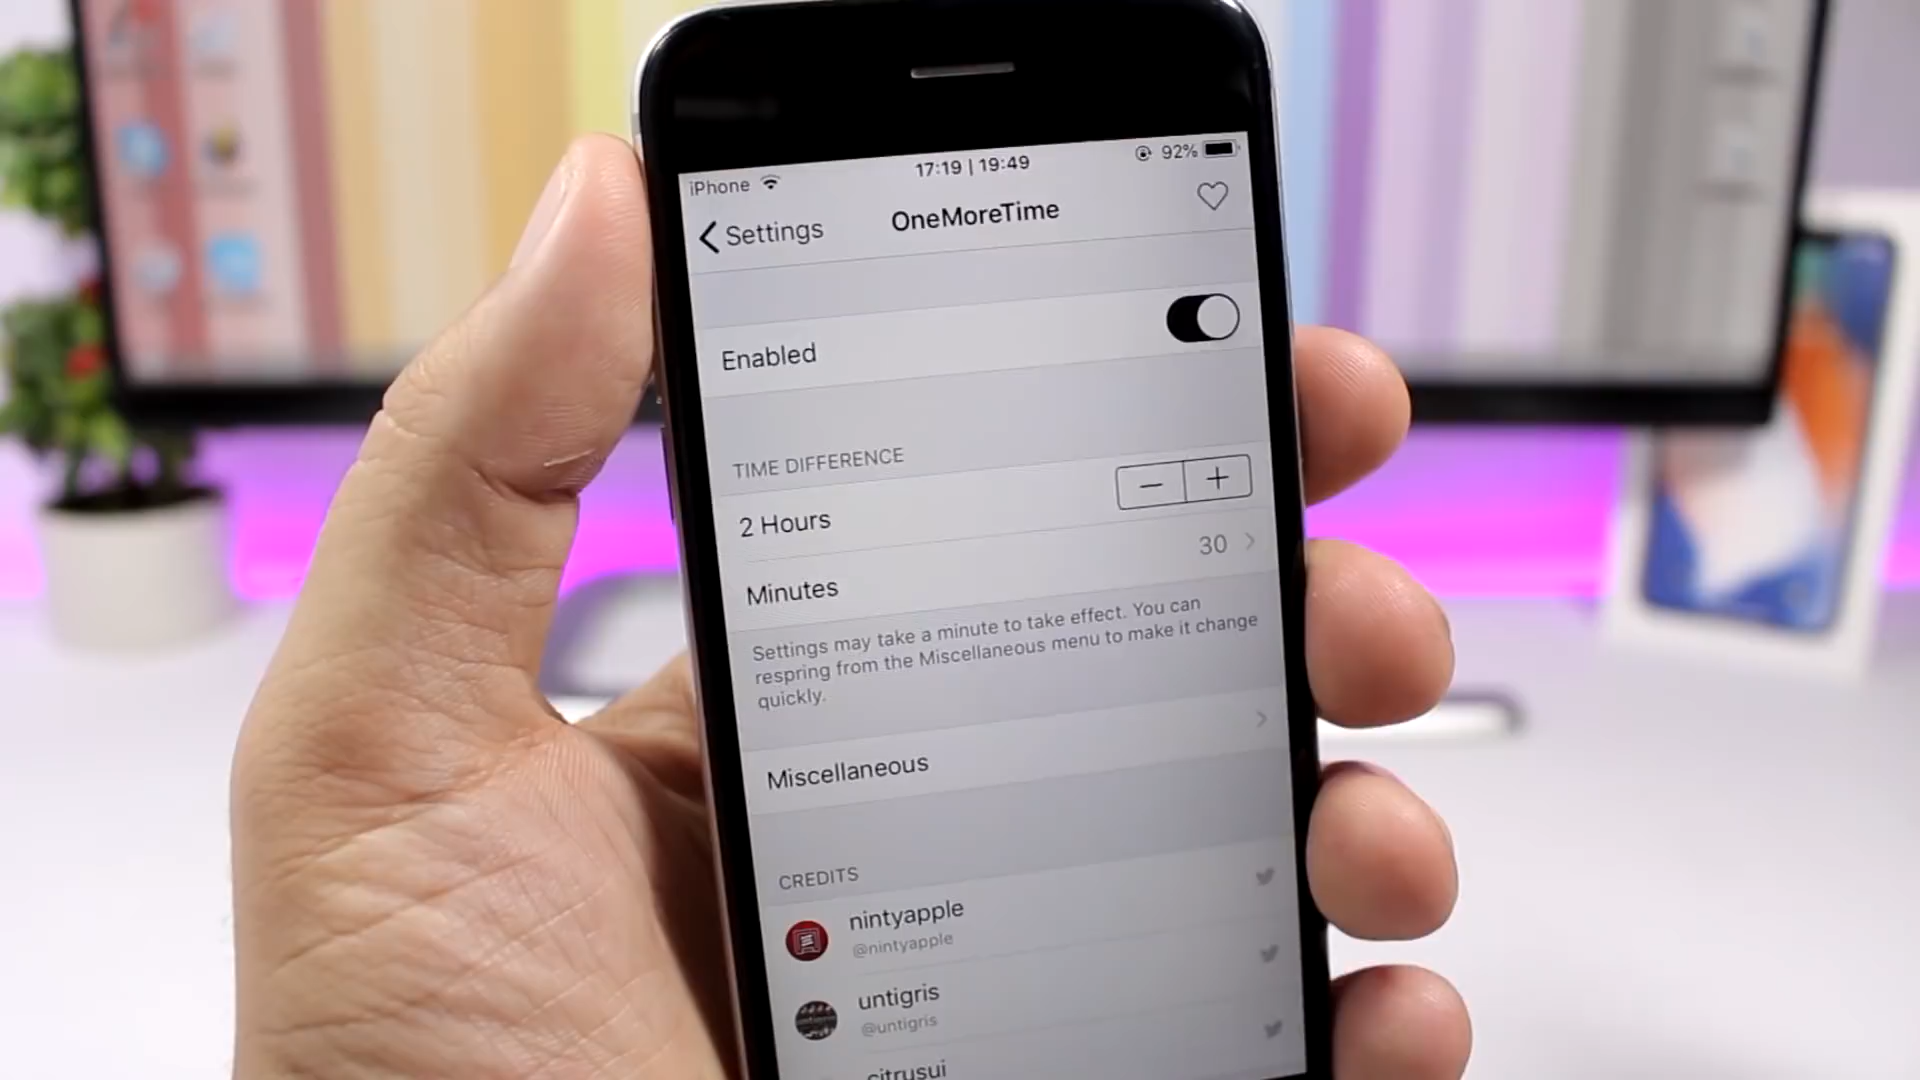 iPhone 17:19 | 19:49 92%
Settings OneMoreTime
Enabled
TIME DIFFERENCE
2 Hours − +
Minutes 30
Settings may take a minute to take effect. You can
respring from the Miscellaneous menu to make it change
quickly.
Miscellaneous
CREDITS
nintyapple
@nintyapple
untigris
@untigris
citrusui